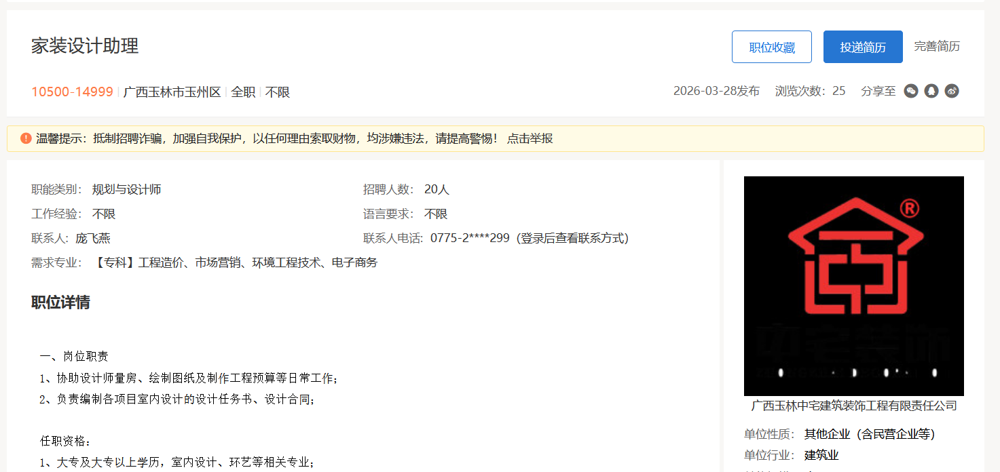 家装设计助理
职位收藏
投递简历
完善简历
10500-14999 广西玉林市玉州区 全职 不限
2026-03-28发布 浏览次数：25 分享至
温馨提示：抵制招聘诈骗，加强自我保护，以任何理由索取财物，均涉嫌违法，请提高警惕！ 点击举报
职能类别： 规划与设计师
招聘人数： 20人
工作经验： 不限
语言要求： 不限
联系人： 庞飞燕
联系人电话: 0775-2****299（登录后查看联系方式）
需求专业： 【专科】工程造价、市场营销、环境工程技术、电子商务
职位详情
一、岗位职责
1、协助设计师量房、绘制图纸及制作工程预算等日常工作；
2、负责编制各项目室内设计的设计任务书、设计合同；
任职资格：
1、大专及大专以上学历，室内设计、环艺等相关专业；
®
中宅装饰
广西玉林中宅建筑装饰工程有限责任公司
单位性质： 其他企业（含民营企业等）
单位行业： 建筑业